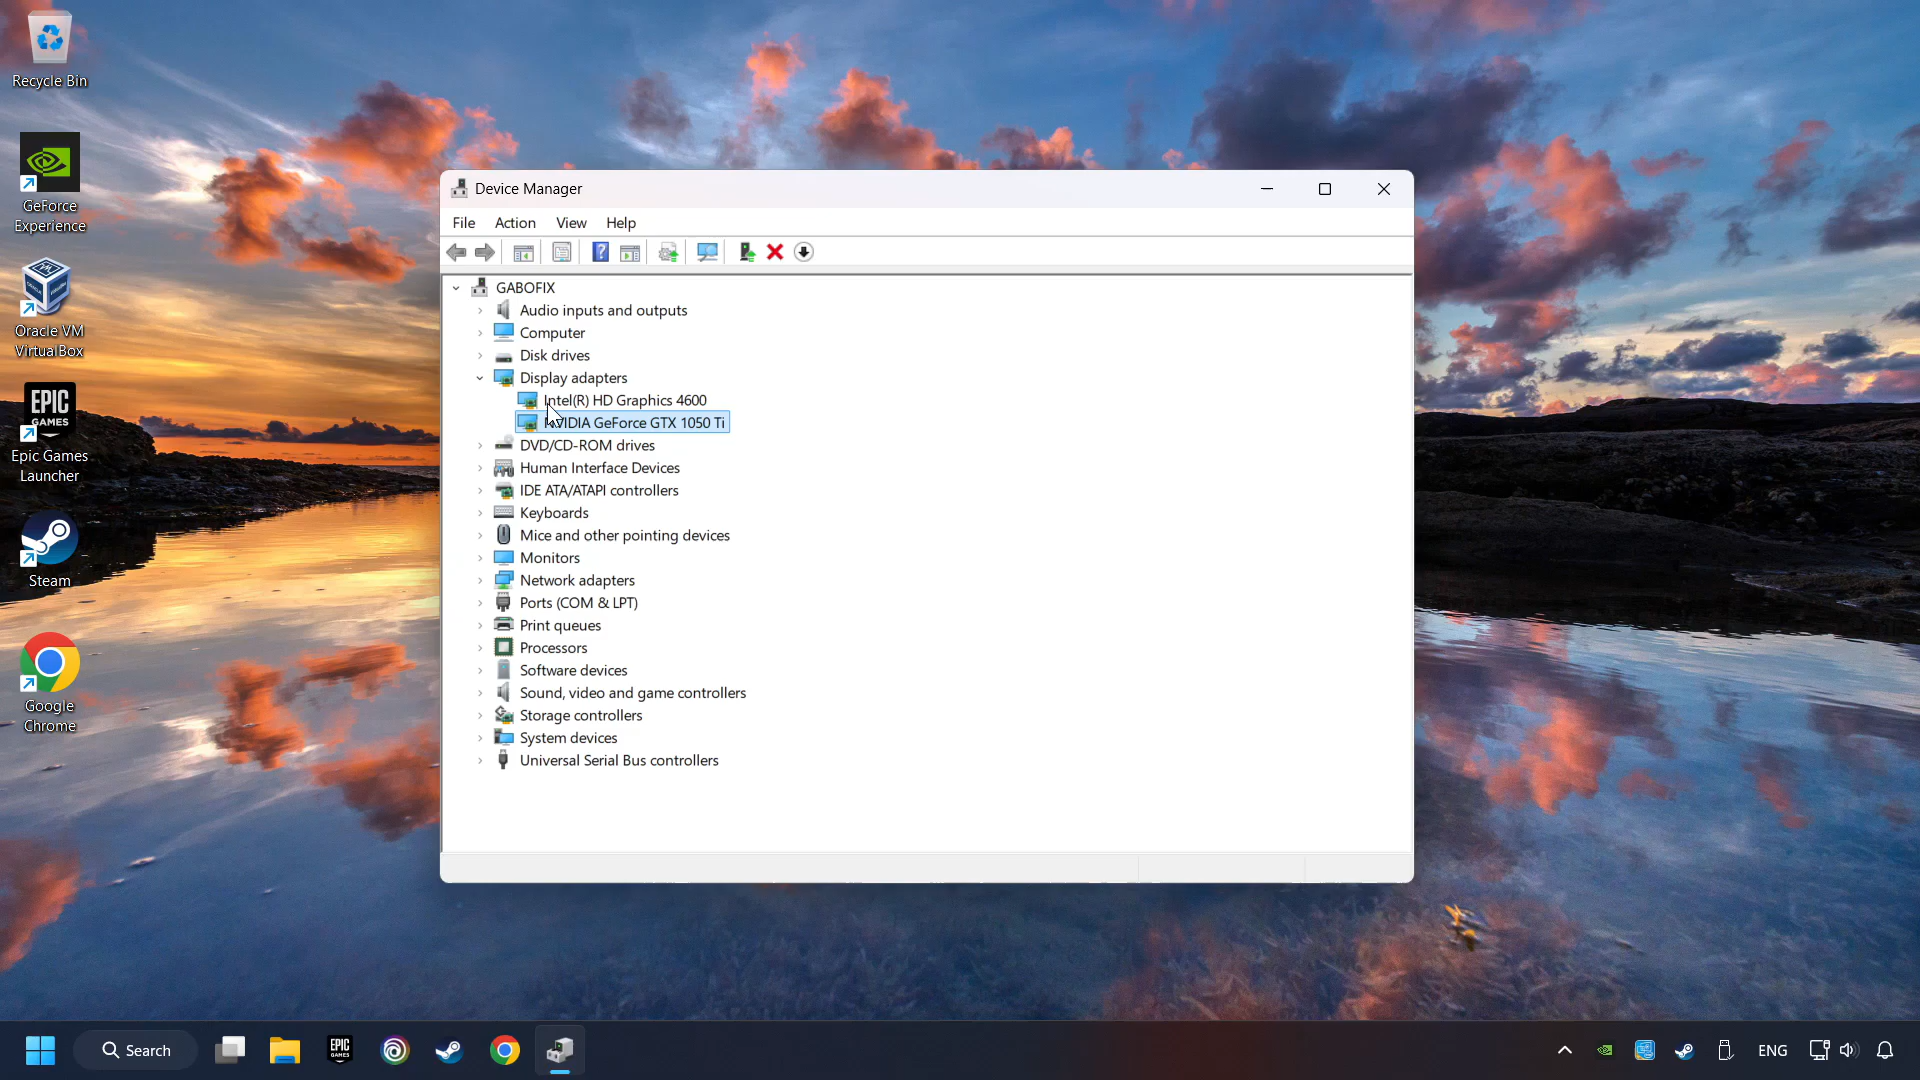 Recycle Bin
GeForce
Experience
Oracle VM
VirtualBox
EPIC
GAMES
Epic Games
Launcher
Steam
Google
Chrome
Device Manager
File Action View Help
GABOFIX
Audio inputs and outputs
Computer
Disk drives
Display adapters
Intel(R) HD Graphics 4600
NVIDIA GeForce GTX 1050 Ti
DVD/CD-ROM drives
Human Interface Devices
IDE ATA/ATAPI controllers
Keyboards
Mice and other pointing devices
Monitors
Network adapters
Ports (COM & LPT)
Print queues
Processors
Software devices
Sound, video and game controllers
Storage controllers
System devices
Universal Serial Bus controllers
Search
EPIC
GAMES
ENG